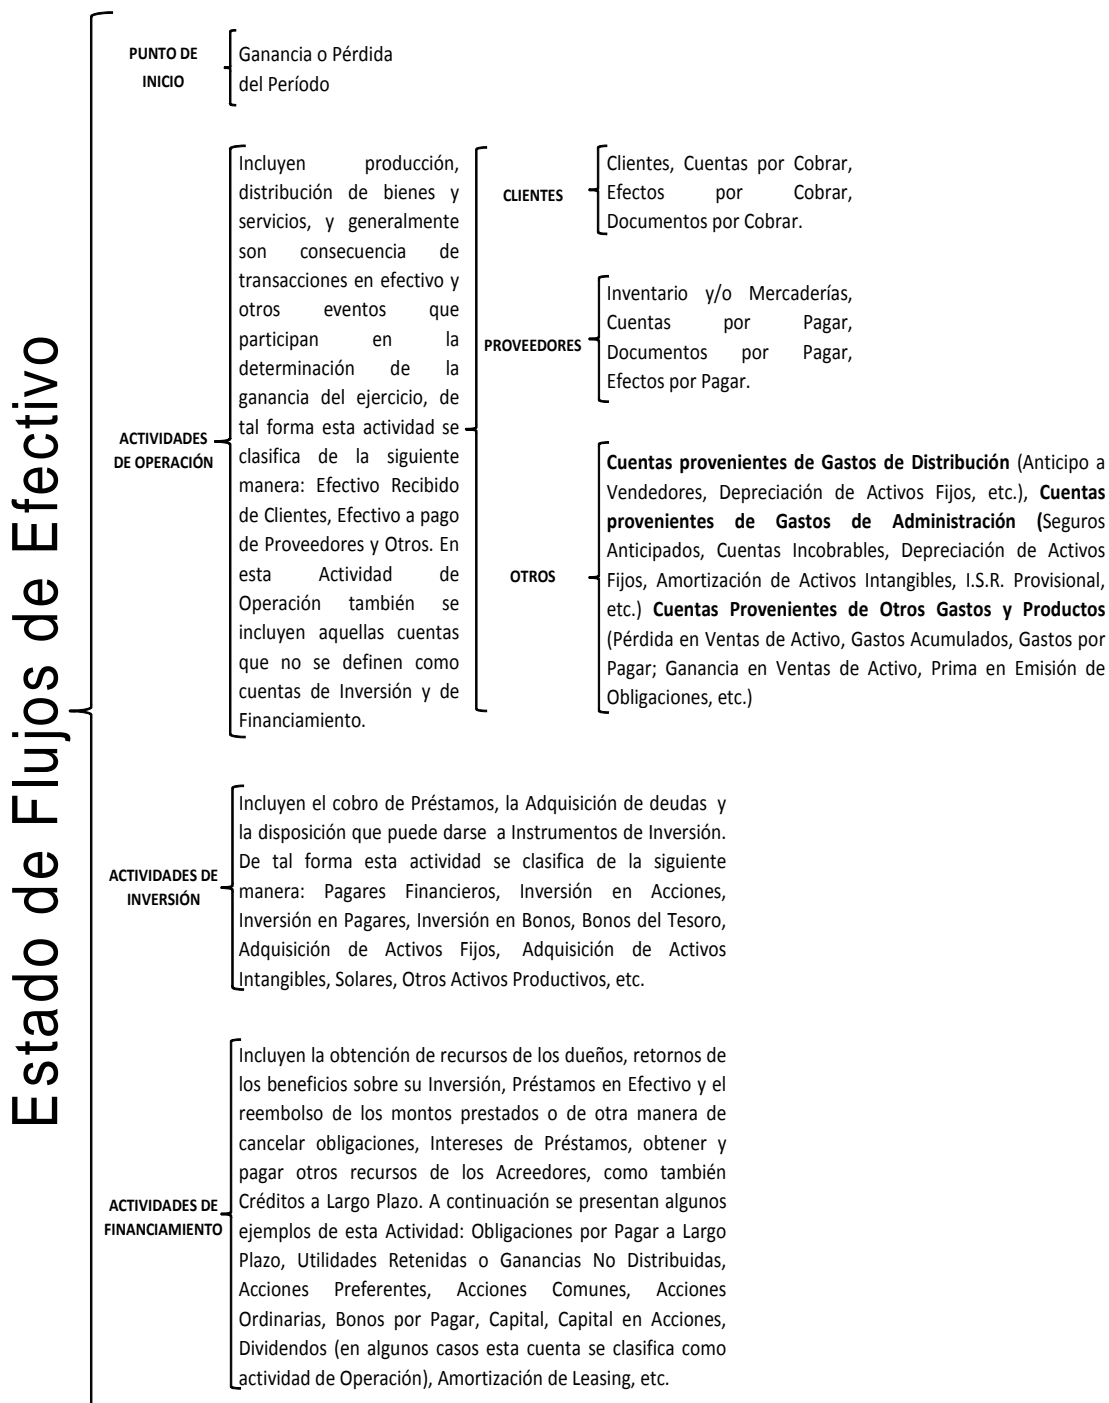 Estado de Flujos de Efectivo
PUNTO DE
INICIO
Ganancia o Pérdida
del Período
ACTIVIDADES
DE OPERACIÓN
Incluyen producción,
distribución de bienes y
servicios, y generalmente
son consecuencia de
transacciones en efectivo y
otros eventos que
participan en la
determinación de la
ganancia del ejercicio, de
tal forma esta actividad se
clasifica de la siguiente
manera: Efectivo Recibido
de Clientes, Efectivo a pago
de Proveedores y Otros. En
esta Actividad de
Operación también se
incluyen aquellas cuentas
que no se definen como
cuentas de Inversión y de
Financiamiento.
CLIENTES
Clientes, Cuentas por Cobrar,
Efectos por Cobrar,
Documentos por Cobrar.
PROVEEDORES
Inventario y/o Mercaderías,
Cuentas por Pagar,
Documentos por Pagar,
Efectos por Pagar.
OTROS
Cuentas provenientes de Gastos de Distribución (Anticipo a
Vendedores, Depreciación de Activos Fijos, etc.), Cuentas
provenientes de Gastos de Administración (Seguros
Anticipados, Cuentas Incobrables, Depreciación de Activos
Fijos, Amortización de Activos Intangibles, I.S.R. Provisional,
etc.) Cuentas Provenientes de Otros Gastos y Productos
(Pérdida en Ventas de Activo, Gastos Acumulados, Gastos por
Pagar; Ganancia en Ventas de Activo, Prima en Emisión de
Obligaciones, etc.)
ACTIVIDADES DE
INVERSIÓN
Incluyen el cobro de Préstamos, la Adquisición de deudas y
la disposición que puede darse a Instrumentos de Inversión.
De tal forma esta actividad se clasifica de la siguiente
manera: Pagares Financieros, Inversión en Acciones,
Inversión en Pagares, Inversión en Bonos, Bonos del Tesoro,
Adquisición de Activos Fijos, Adquisición de Activos
Intangibles, Solares, Otros Activos Productivos, etc.
ACTIVIDADES DE
FINANCIAMIENTO
Incluyen la obtención de recursos de los dueños, retornos de
los beneficios sobre su Inversión, Préstamos en Efectivo y el
reembolso de los montos prestados o de otra manera de
cancelar obligaciones, Intereses de Préstamos, obtener y
pagar otros recursos de los Acreedores, como también
Créditos a Largo Plazo. A continuación se presentan algunos
ejemplos de esta Actividad: Obligaciones por Pagar a Largo
Plazo, Utilidades Retenidas o Ganancias No Distribuidas,
Acciones Preferentes, Acciones Comunes, Acciones
Ordinarias, Bonos por Pagar, Capital, Capital en Acciones,
Dividendos (en algunos casos esta cuenta se clasifica como
actividad de Operación), Amortización de Leasing, etc.